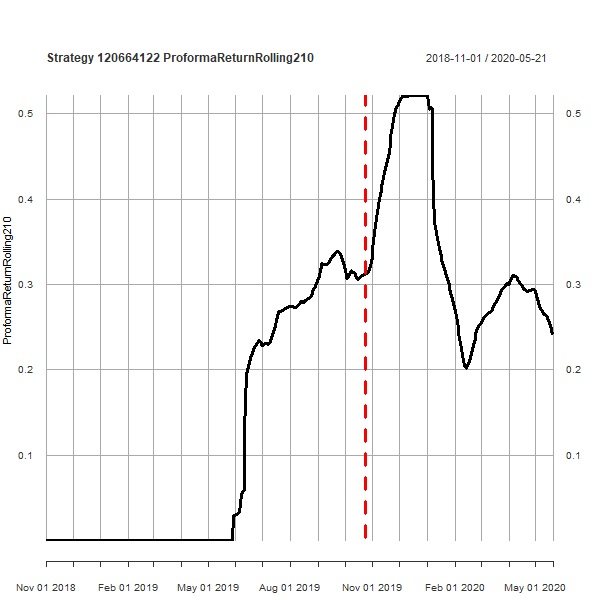 Strategy 120664122 ProformaReturnRolling210
2018-11-01 / 2020-05-21
ProformaReturnRolling210
0.5
0.4
0.3
0.2
0.1
0.5
0.4
0.3
0.2
0.1
Nov 01 2018
Feb 01 2019
May 01 2019
Aug 01 2019
Nov 01 2019
Feb 01 2020
May 01 2020